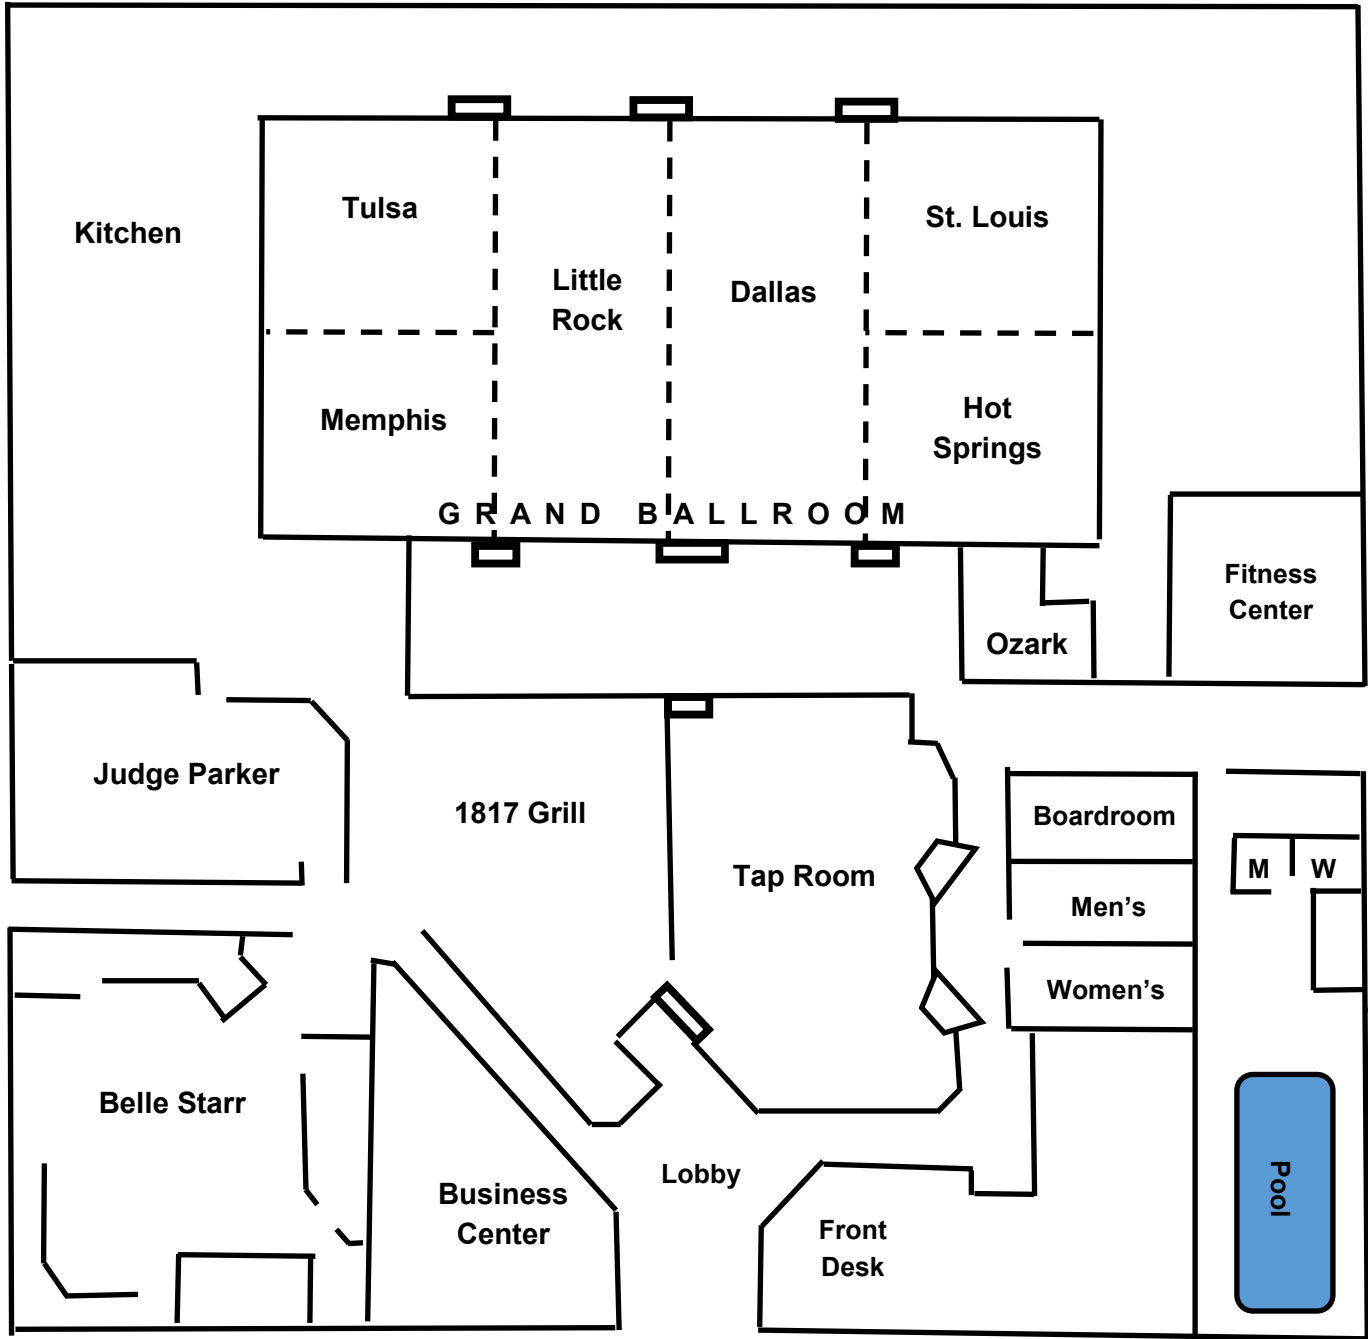 Tulsa
St. Louis
Kitchen
Little
Rock
Dallas
Memphis
Hot
Springs
GRAND BALLROOM
Fitness
Center
Ozark
Judge Parker
1817 Grill
Tap Room
Boardroom
M
W
Men's
Women's
Belle Starr
Business
Center
Lobby
Front
Desk
Pool